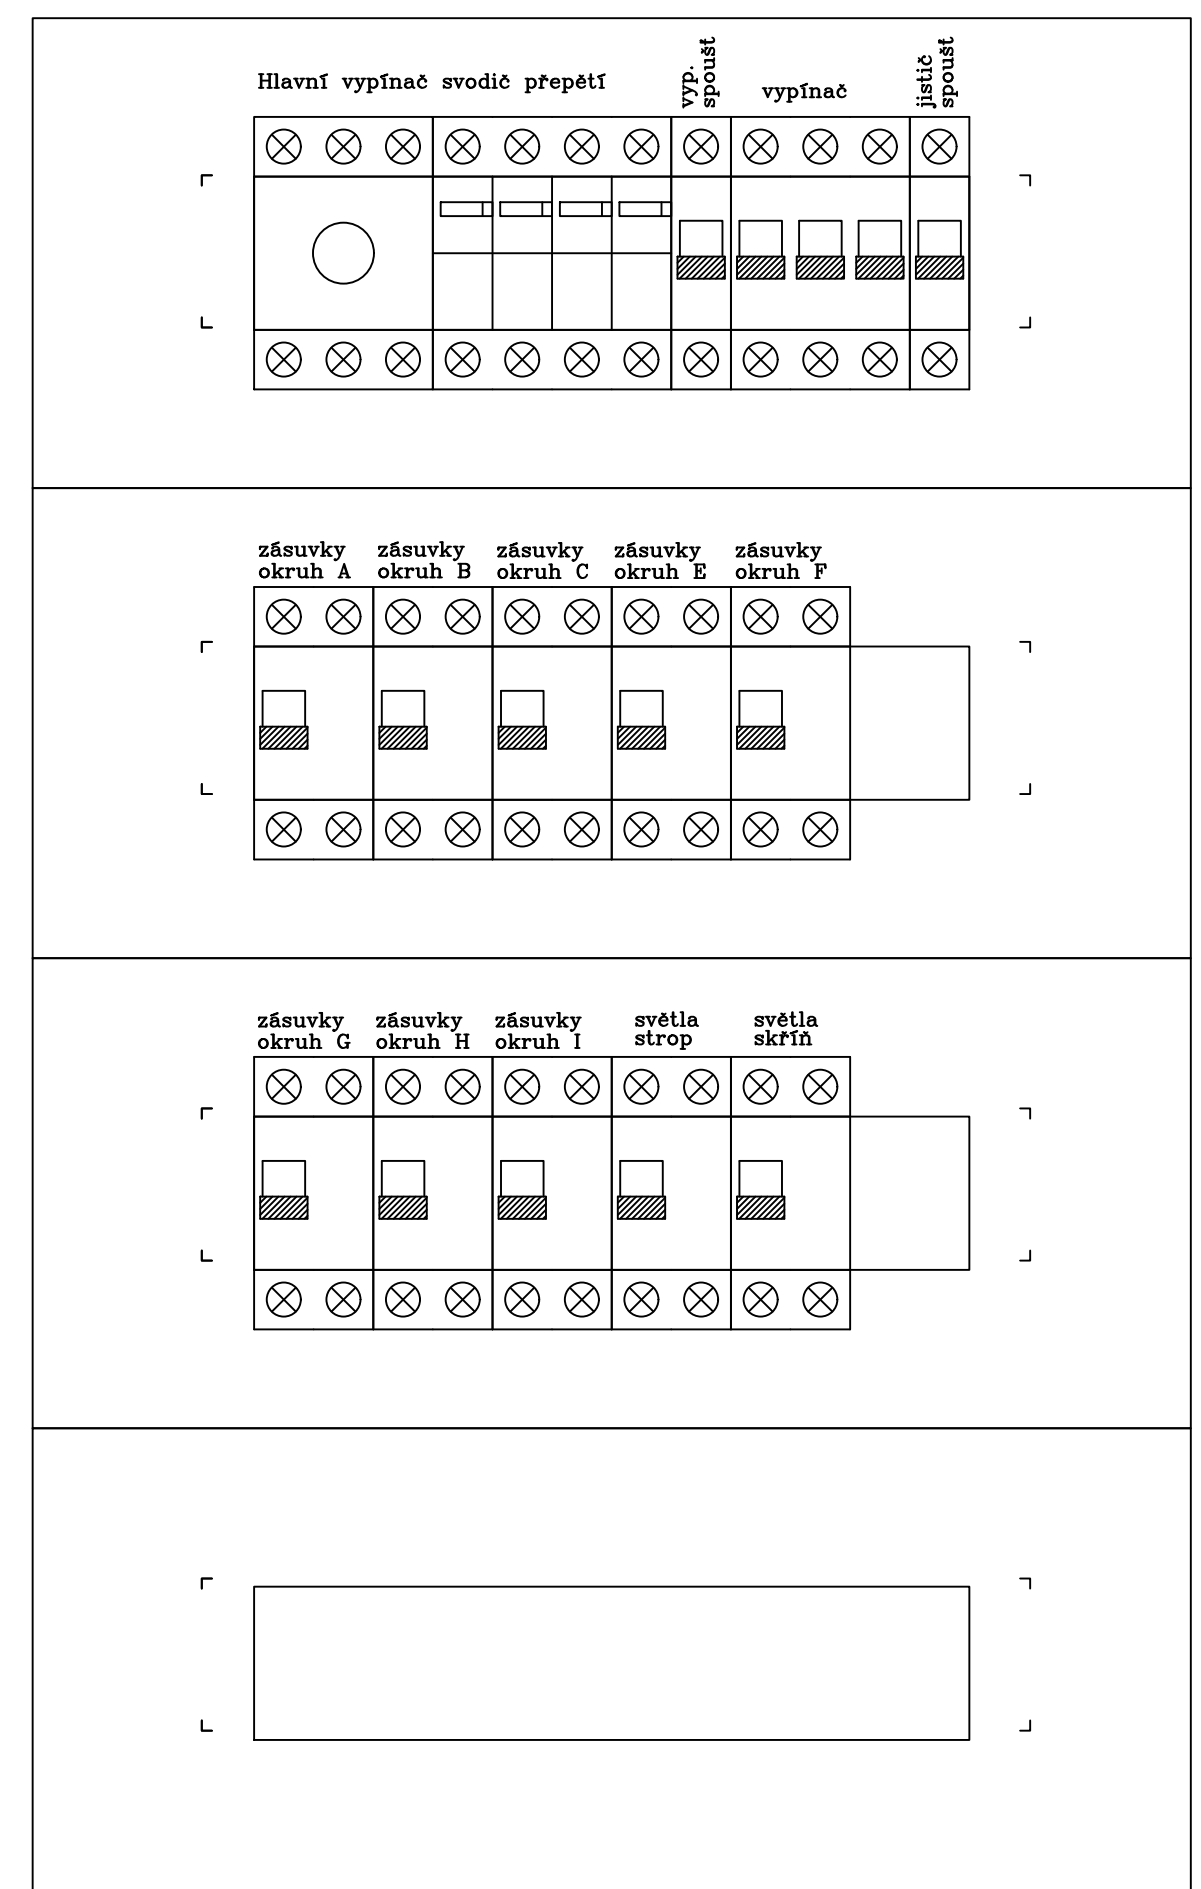 Hlavní vypínač svodič přepětí
vyp.
spoušť
vypínač
jistič
spoušť
zásuvky
okruh A
zásuvky
okruh B
zásuvky
okruh C
zásuvky
okruh E
zásuvky
okruh F
zásuvky
okruh G
zásuvky
okruh H
zásuvky
okruh I
světla
strop
světla
skříň